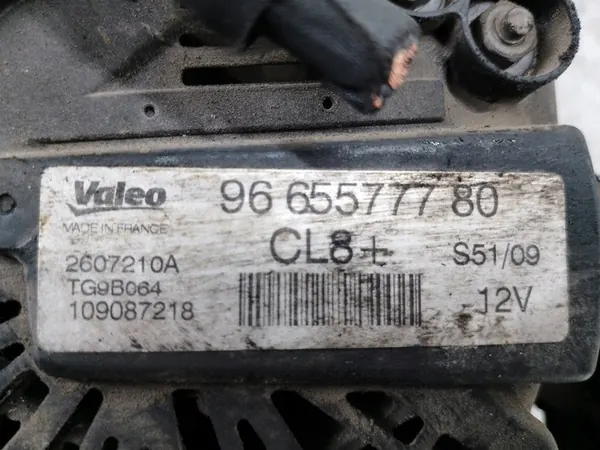 Valeo 96 655777 80
MADE IN FRANCE
CL8+ S51/09
2607210A
TG9B064
109087218 12V